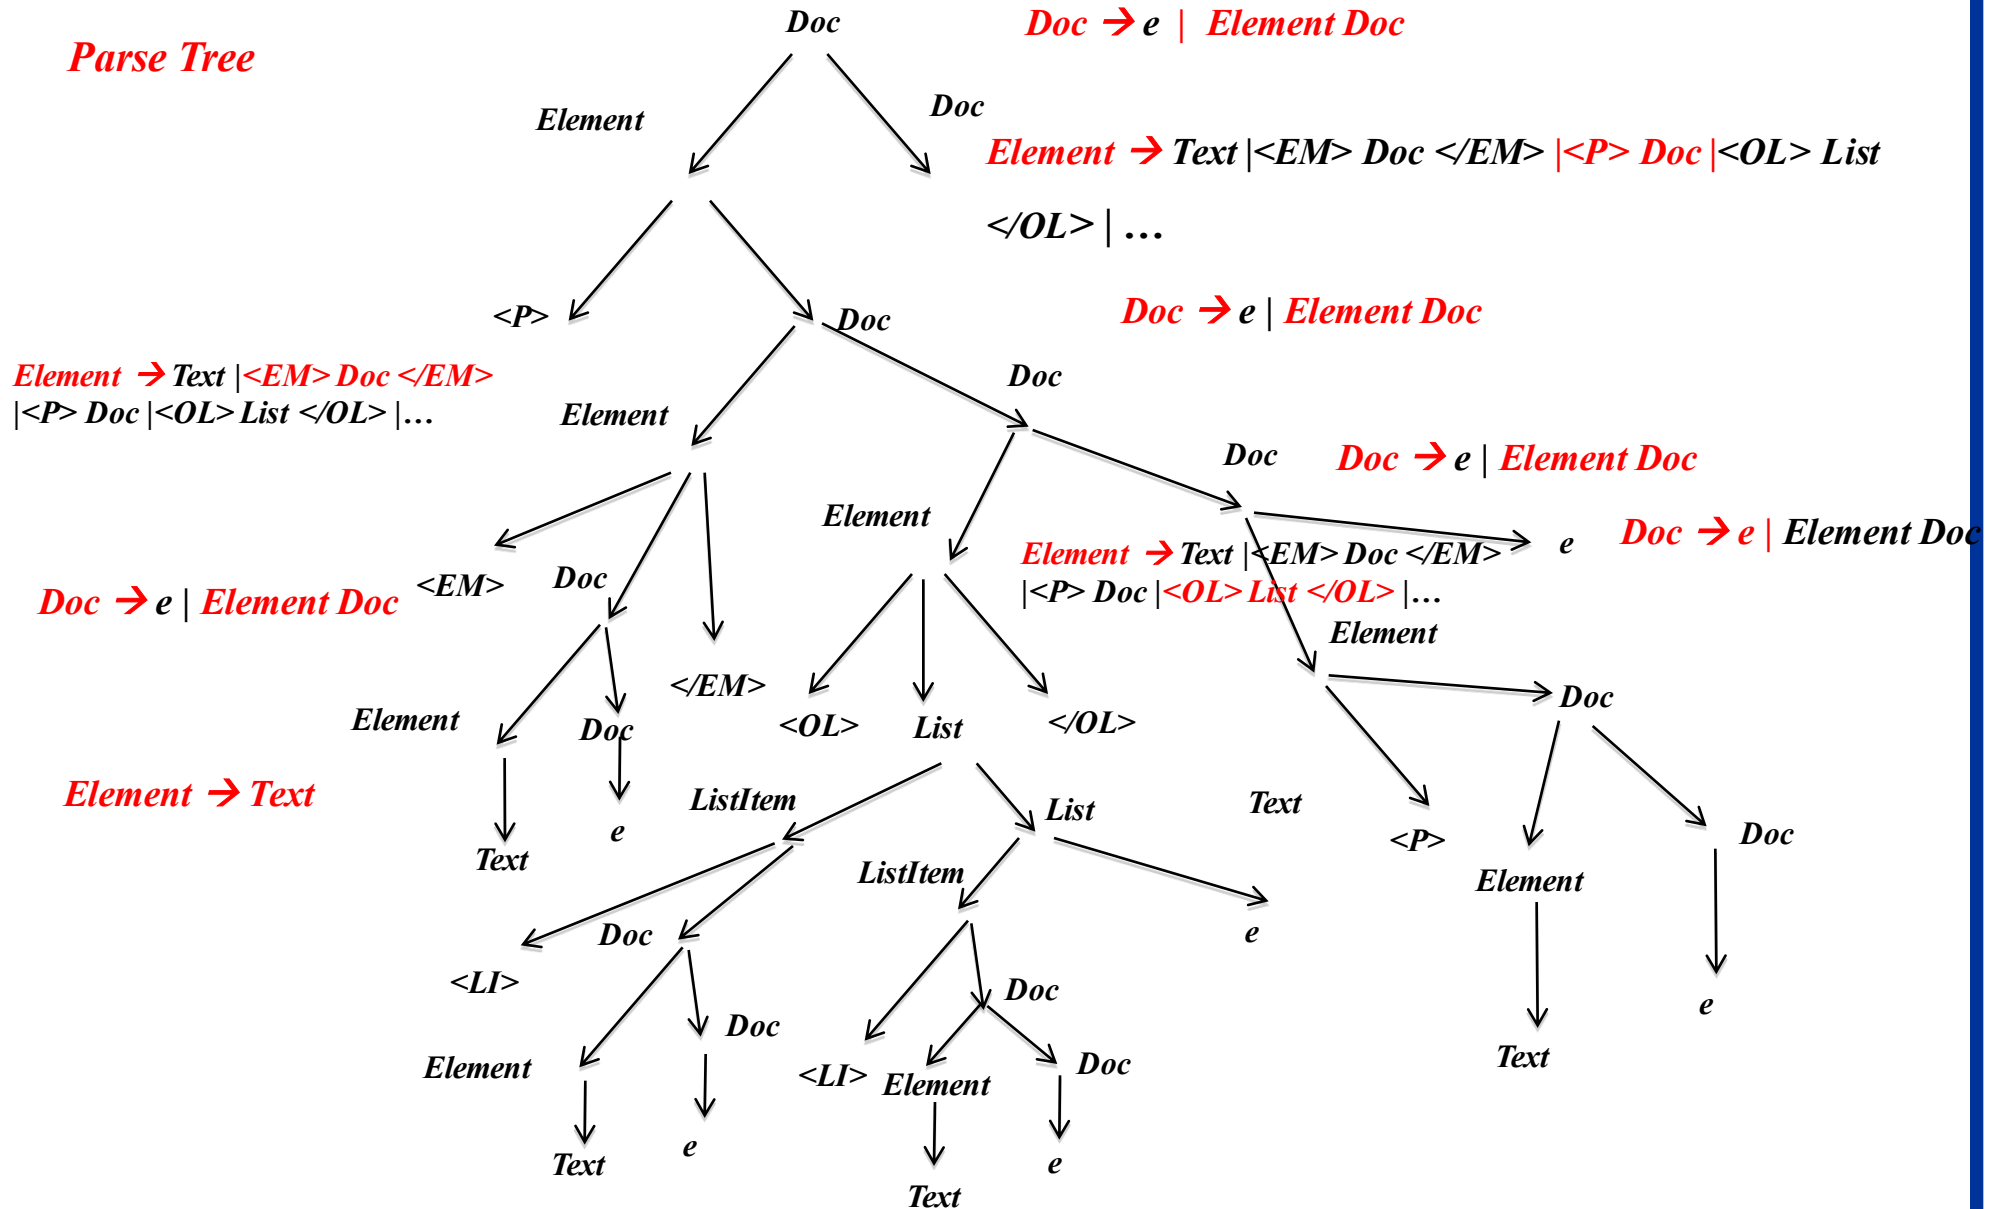 Doc
Doc → e | Element Doc
Parse Tree
Element
Doc
Element → Text |<EM> Doc </EM> |<P> Doc |<OL> List
</OL> | …
<P>
Doc
Doc → e | Element Doc
Element → Text |<EM> Doc </EM>
|<P> Doc |<OL> List </OL> |…
Doc
Element
Doc
Doc → e | Element Doc
Element
e
Doc → e | Element Doc
Element → Text |<EM> Doc </EM>
|<P> Doc |<OL> List </OL> |…
Doc → e | Element Doc
<EM>
Doc
Element
</EM>
Doc
Element
Doc
<OL>
List
</OL>
Element → Text
ListItem
List
Text
<P>
Doc
Text
e
ListItem
Element
Doc
e
<LI>
Doc
e
Doc
Element
<LI>
Element
Doc
Text
Text
e
e
Text